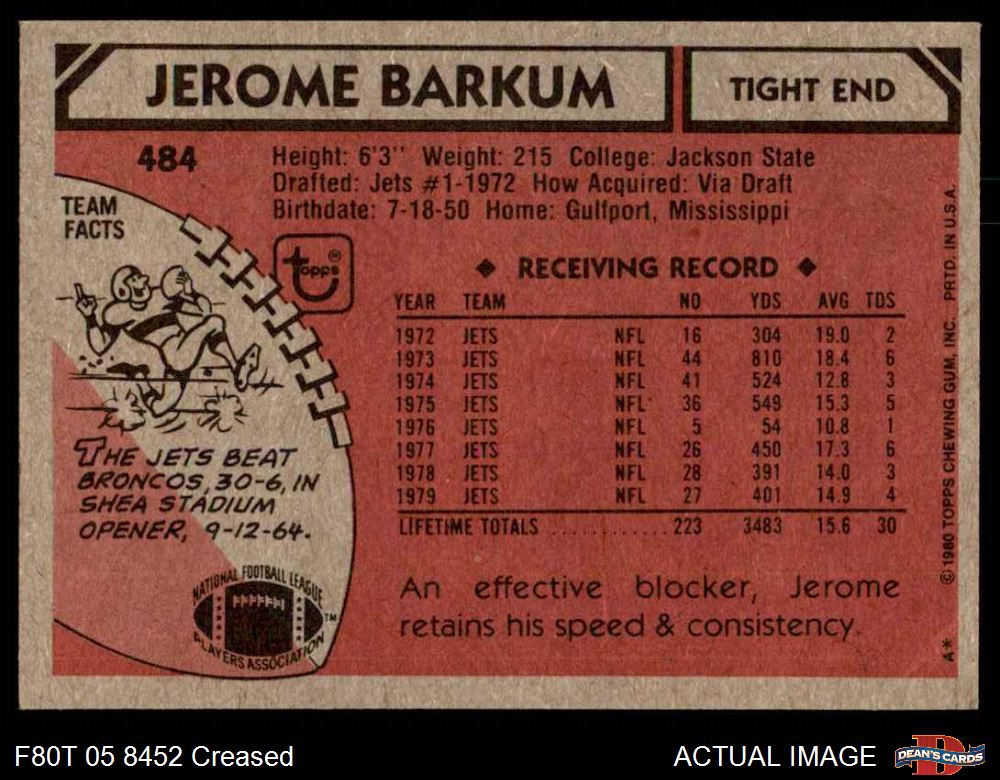 JEROME BARKUM
TIGHT END
484
Height: 6'3" Weight: 215 College: Jackson State
Drafted: Jets #1-1972 How Acquired: Via Draft
Birthdate: 7-18-50 Home: Gulfport, Mississippi
TEAM
FACTS
topps®
◆ RECEIVING RECORD ◆
YEAR TEAM NO YDS AVG TDS
1972 JETS NFL 16 304 19.0 2
1973 JETS NFL 44 810 18.4 6
1974 JETS NFL 41 524 12.8 3
1975 JETS NFL 36 549 15.3 5
1976 JETS NFL 5 54 10.8 1
1977 JETS NFL 26 450 17.3 6
1978 JETS NFL 28 391 14.0 3
1979 JETS NFL 27 401 14.9 4
LIFETIME TOTALS ............. 223 3483 15.6 30
THE JETS BEAT
BRONCOS, 30-6, IN
SHEA STADIUM
OPENER, 9-12-64.
NATIONAL FOOTBALL LEAGUE
PLAYERS ASSOCIATION
TM
An effective blocker, Jerome
retains his speed & consistency.
A* © 1980 TOPPS CHEWING GUM, INC. PRTD. IN U.S.A.
F80T 05 8452 Creased
ACTUAL IMAGE
DEAN'S CARDS